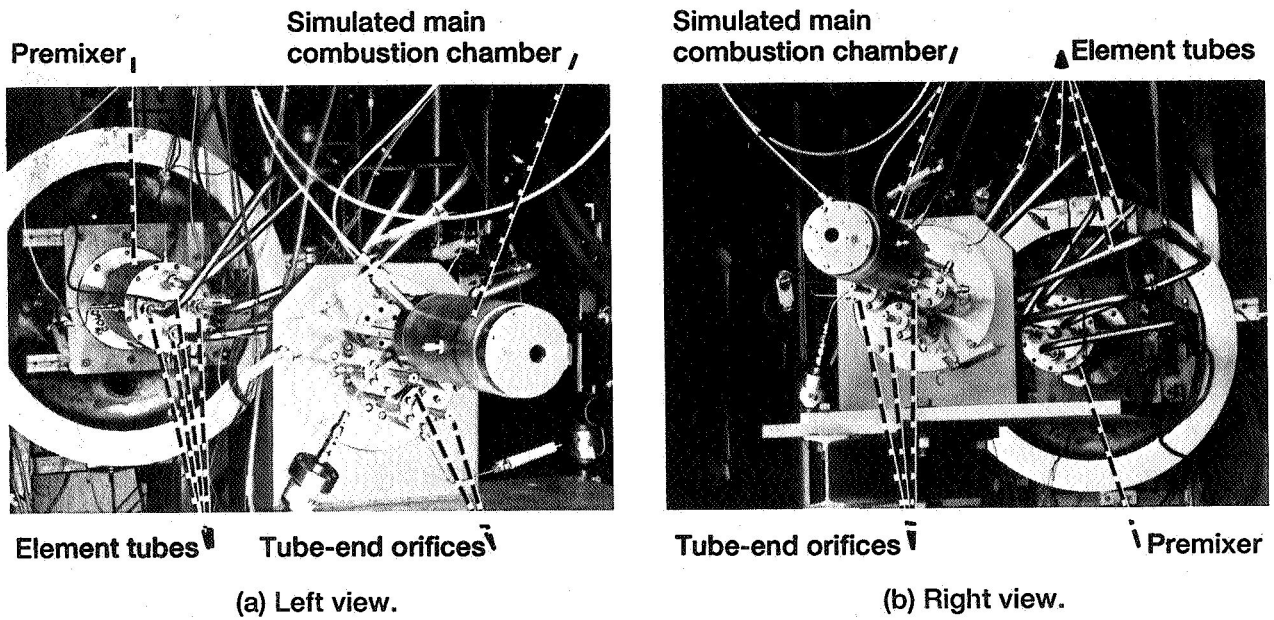 Simulated main
Premixer combustion chamber
Element tubes Tube-end orifices
(a) Left view.
Simulated main
combustion chamber Element tubes
Tube-end orifices Premixer
(b) Right view.